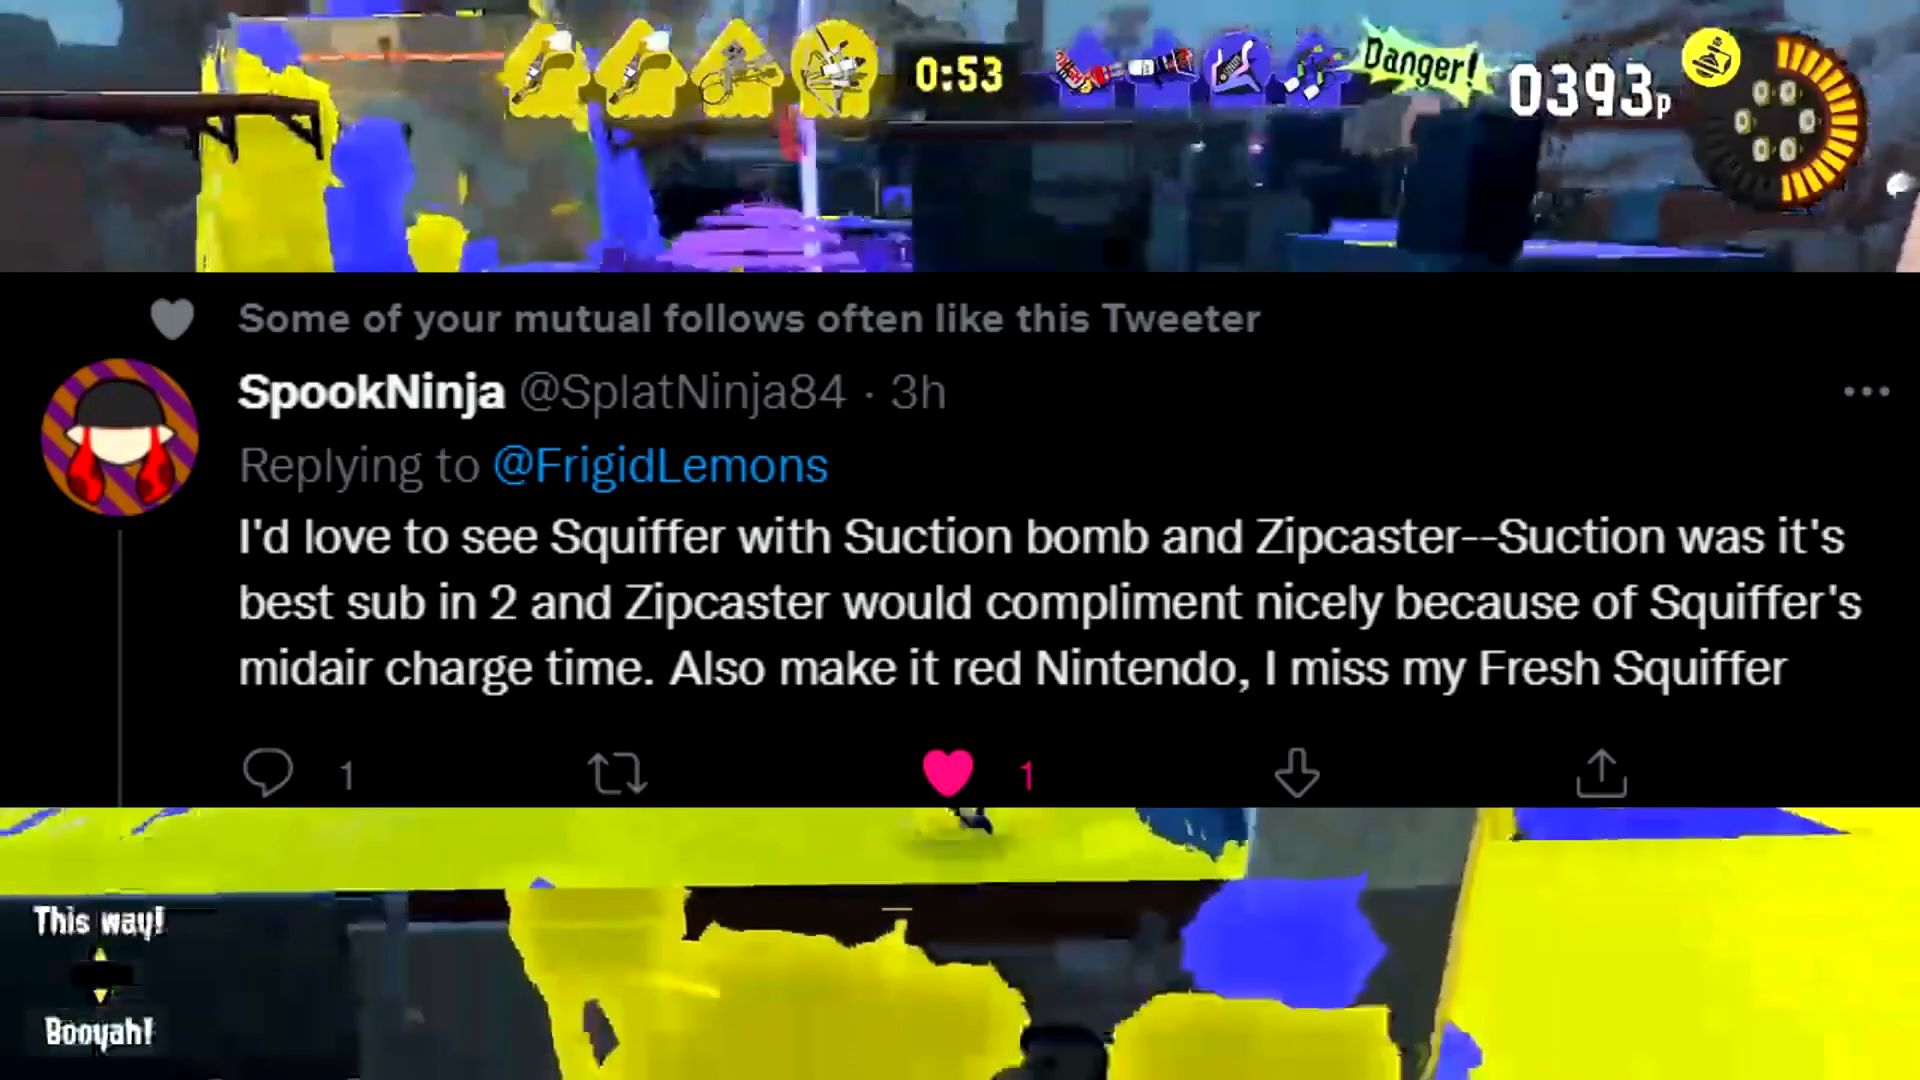 0:53
Danger!
0393p
Some of your mutual follows often like this Tweeter
SpookNinja @SplatNinja84 · 3h
Replying to @FrigidLemons
I'd love to see Squiffer with Suction bomb and Zipcaster--Suction was it's
best sub in 2 and Zipcaster would compliment nicely because of Squiffer's
midair charge time. Also make it red Nintendo, I miss my Fresh Squiffer
1
1
This way!
Booyah!